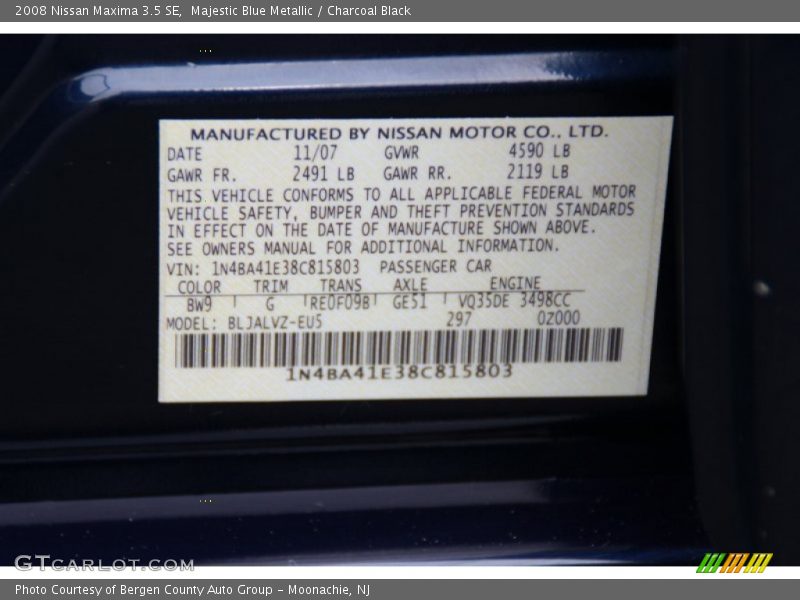 2008 Nissan Maxima 3.5 SE, Majestic Blue Metallic / Charcoal Black
MANUFACTURED BY NISSAN MOTOR CO., LTD.
DATE 11/07 GVWR 4590 LB
GAWR FR. 2491 LB GAWR RR. 2119 LB
THIS VEHICLE CONFORMS TO ALL APPLICABLE FEDERAL MOTOR
VEHICLE SAFETY, BUMPER AND THEFT PREVENTION STANDARDS
IN EFFECT ON THE DATE OF MANUFACTURE SHOWN ABOVE.
SEE OWNERS MANUAL FOR ADDITIONAL INFORMATION.
VIN: 1N4BA41E38C815803 PASSENGER CAR
COLOR TRIM TRANS AXLE ENGINE
BW9 G RE0F09B GE51 VQ35DE 3498CC
MODEL: BLJALVZ-EU5 297 0Z000
1N4BA41E38C815803
GTCARLOT.COM
Photo Courtesy of Bergen County Auto Group - Moonachie, NJ